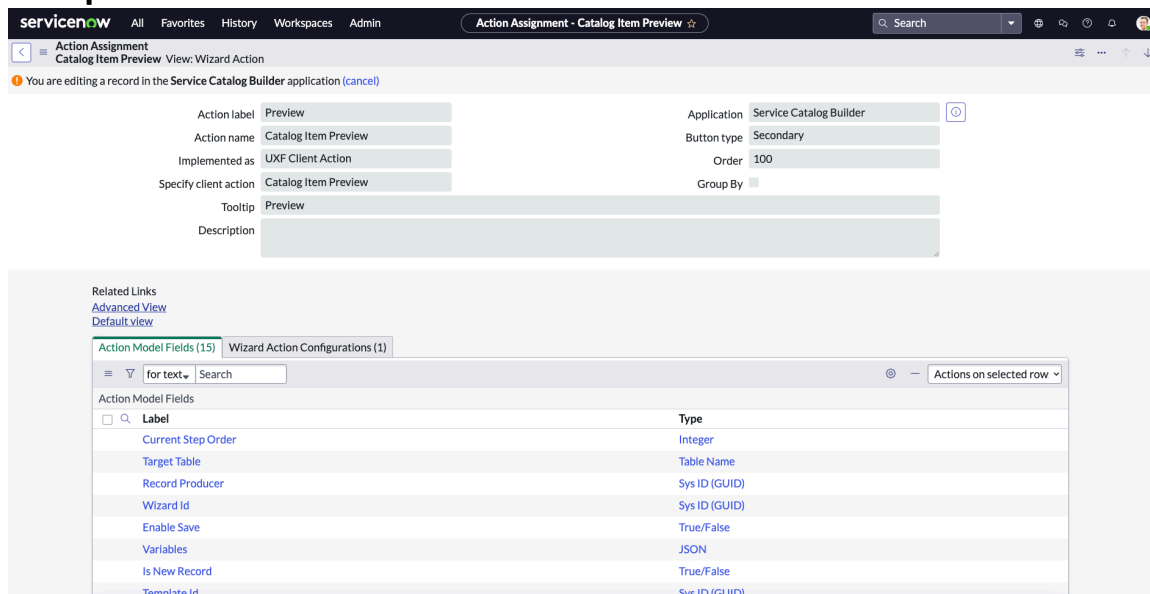 servicenow All Favorites History Workspaces Admin Action Assignment - Catalog Item Preview ☆ Search
Action Assignment
Catalog Item Preview View: Wizard Action
You are editing a record in the Service Catalog Builder application (cancel)
Action label Preview Application Service Catalog Builder
Action name Catalog Item Preview Button type Secondary
Implemented as UXF Client Action Order 100
Specify client action Catalog Item Preview Group By
Tooltip Preview
Description
Related Links
Advanced View
Default view
Action Model Fields (15) Wizard Action Configurations (1)
for text Search Actions on selected row
Action Model Fields
Label Type
Current Step Order Integer
Target Table Table Name
Record Producer Sys ID (GUID)
Wizard Id Sys ID (GUID)
Enable Save True/False
Variables JSON
Is New Record True/False
Template Id Sys ID (GUID)